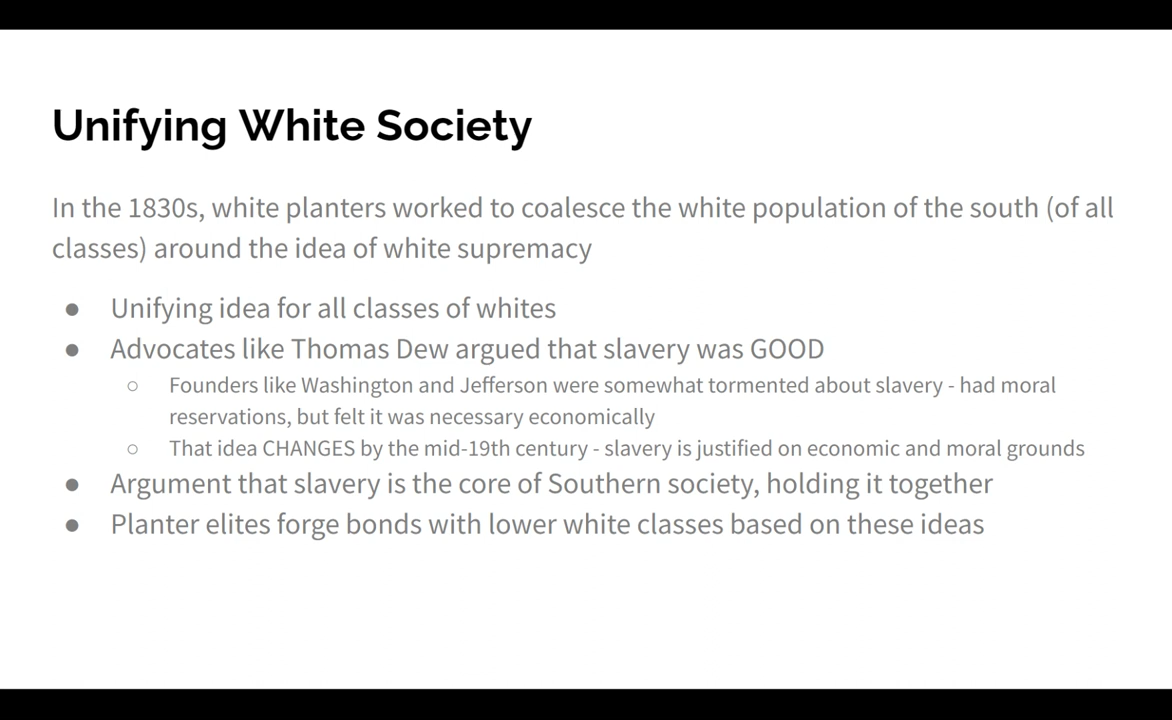 Unifying White Society
In the 1830s, white planters worked to coalesce the white population of the south (of all
classes) around the idea of white supremacy
● Unifying idea for all classes of whites
● Advocates like Thomas Dew argued that slavery was GOOD
○ Founders like Washington and Jefferson were somewhat tormented about slavery - had moral
reservations, but felt it was necessary economically
○ That idea CHANGES by the mid-19th century - slavery is justified on economic and moral grounds
● Argument that slavery is the core of Southern society, holding it together
● Planter elites forge bonds with lower white classes based on these ideas